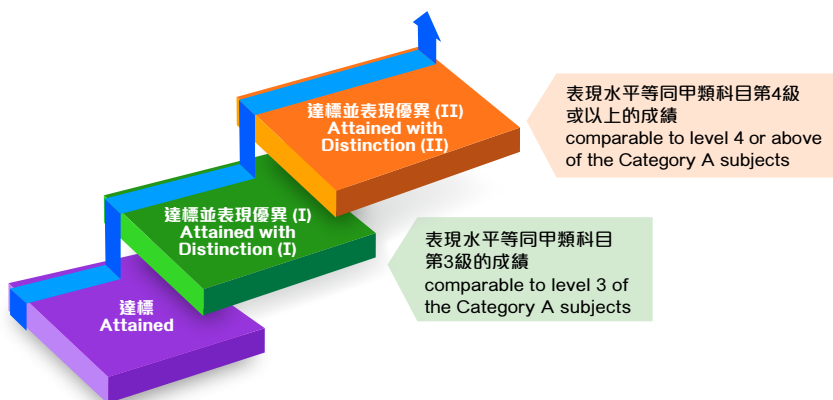 達標並表現優異 (II)
Attained with
Distinction (II)
表現水平等同甲類科目第4級
或以上的成績
comparable to level 4 or above
of the Category A subjects
達標並表現優異 (I)
Attained with
Distinction (I)
表現水平等同甲類科目
第3級的成績
comparable to level 3 of
the Category A subjects
達標
Attained